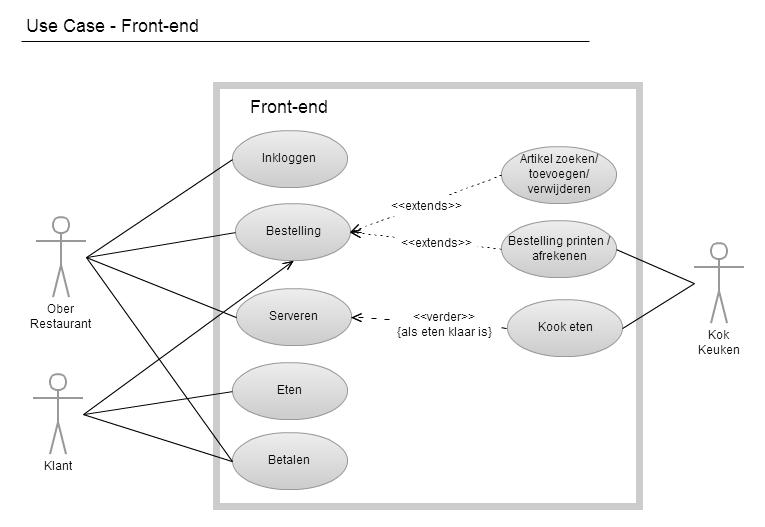 Use Case - Front-end
Front-end
Inkloggen
Artikel zoeken/
toevoegen/
verwijderen
<<extends>>
Bestelling
<<extends>>
Bestelling printen /
afrekenen
Ober
Restaurant
Serveren
<<verder>>
{als eten klaar is}
Kook eten
Kok
Keuken
Eten
Klant
Betalen